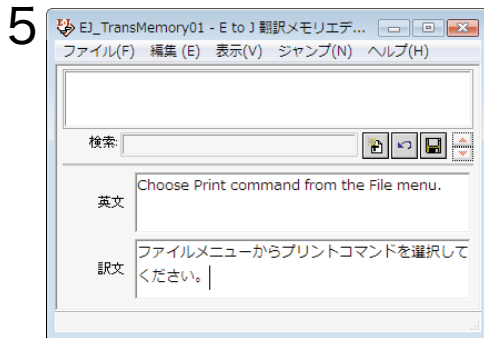 5
EJ_TransMemory01 - E to J 翻訳メモリエデ...
ファイル(F) 編集 (E) 表示(V) ジャンプ(N) ヘルプ(H)
検索:
英文
Choose Print command from the File menu.
訳文
ファイルメニューからプリントコマンドを選択して
ください。